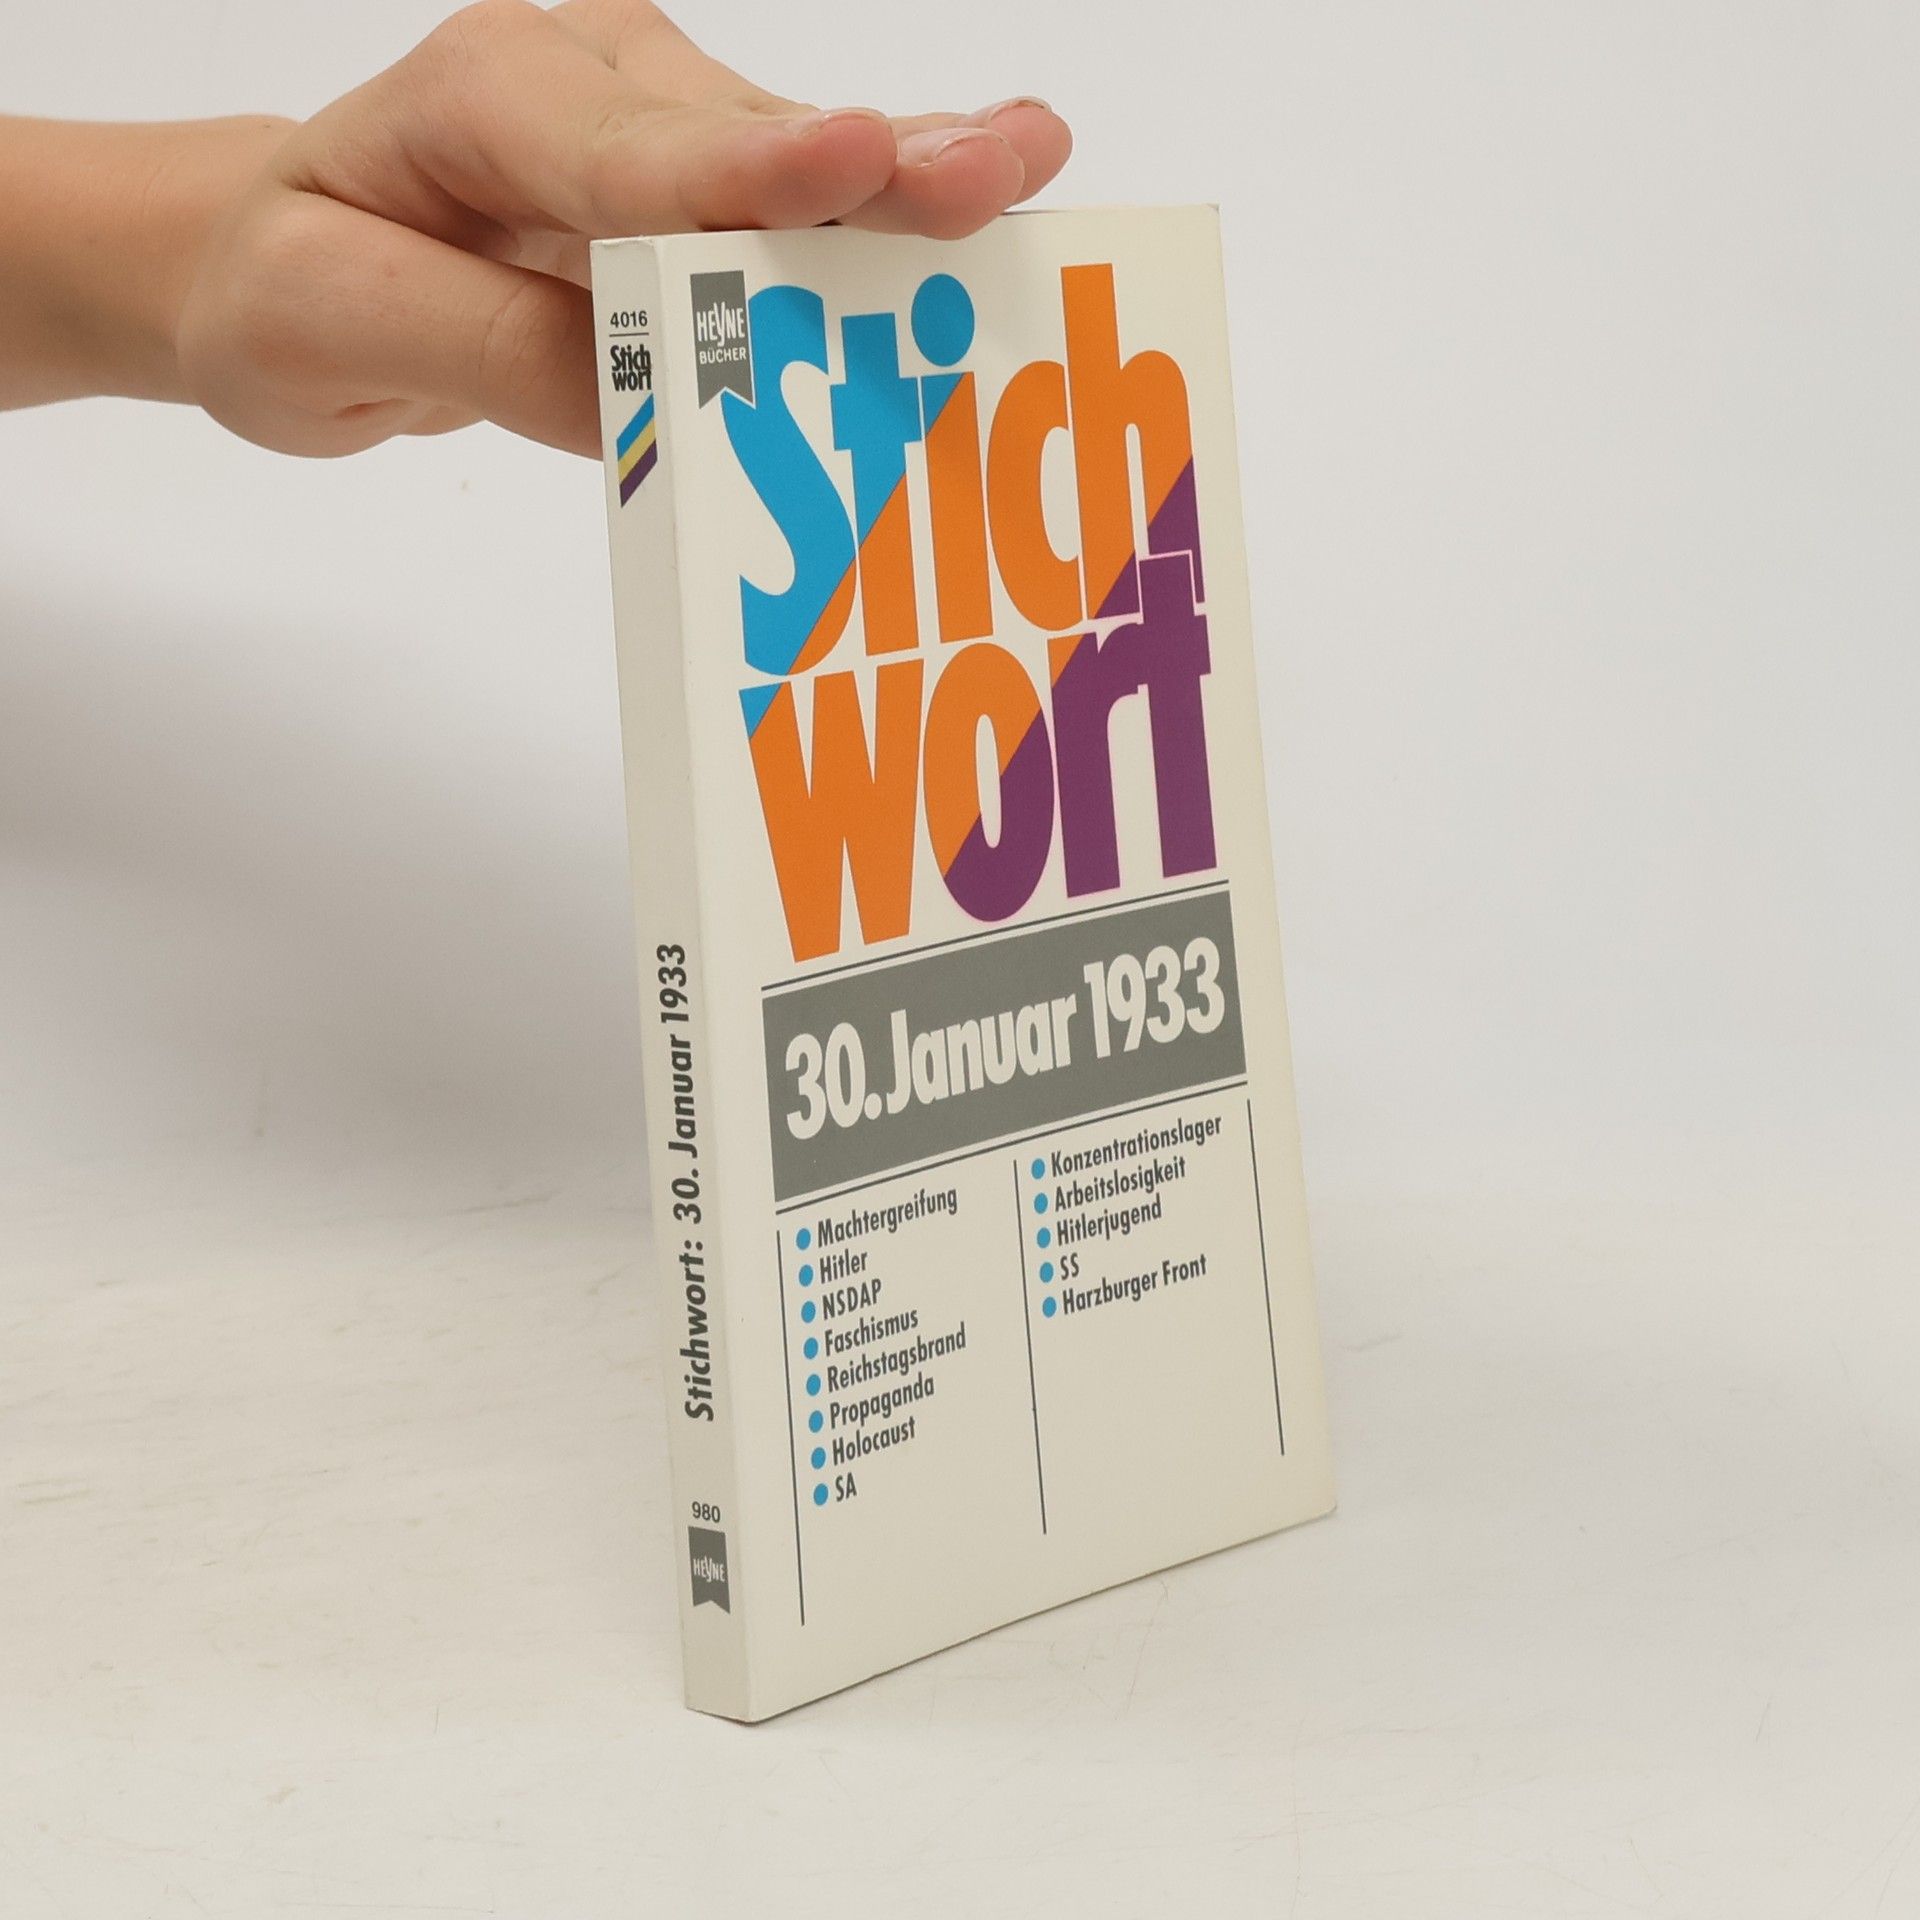 4016
Stich
wort
Stichwort: 30. Januar 1933
980
HEYNE
HEYNE
BÜCHER
Stich
wort
30. Januar 1933
Machtergreifung
Hitler
NSDAP
Faschismus
Reichstagsbrand
Propaganda
Holocaust
SA
Konzentrationslager
Arbeitslosigkeit
Hitlerjugend
SS
Harzburger Front